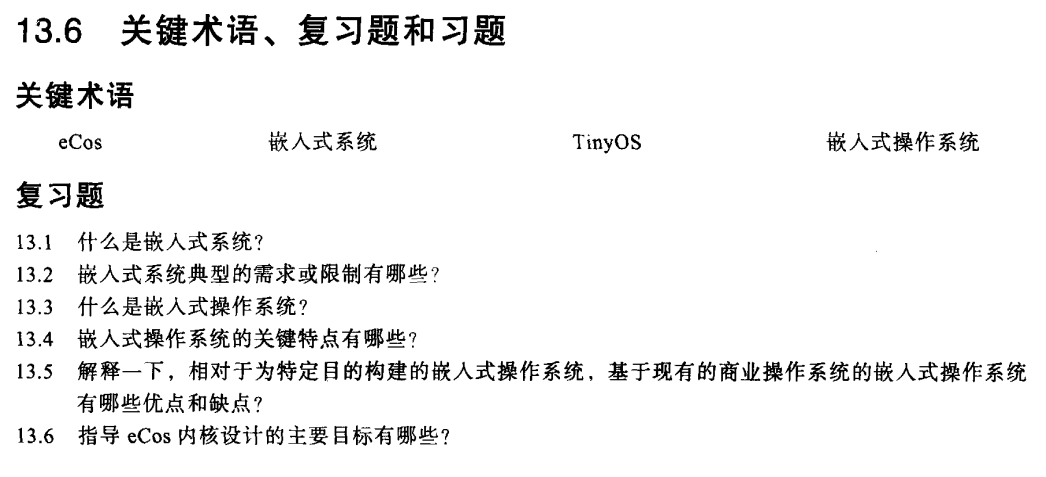 13.6 关键术语、复习题和习题
关键术语
eCos 嵌入式系统 TinyOS 嵌入式操作系统
复习题
13.1 什么是嵌入式系统?
13.2 嵌入式系统典型的需求或限制有哪些?
13.3 什么是嵌入式操作系统?
13.4 嵌入式操作系统的关键特点有哪些?
13.5 解释一下，相对于为特定目的构建的嵌入式操作系统，基于现有的商业操作系统的嵌入式操作系统
有哪些优点和缺点?
13.6 指导 eCos 内核设计的主要目标有哪些?